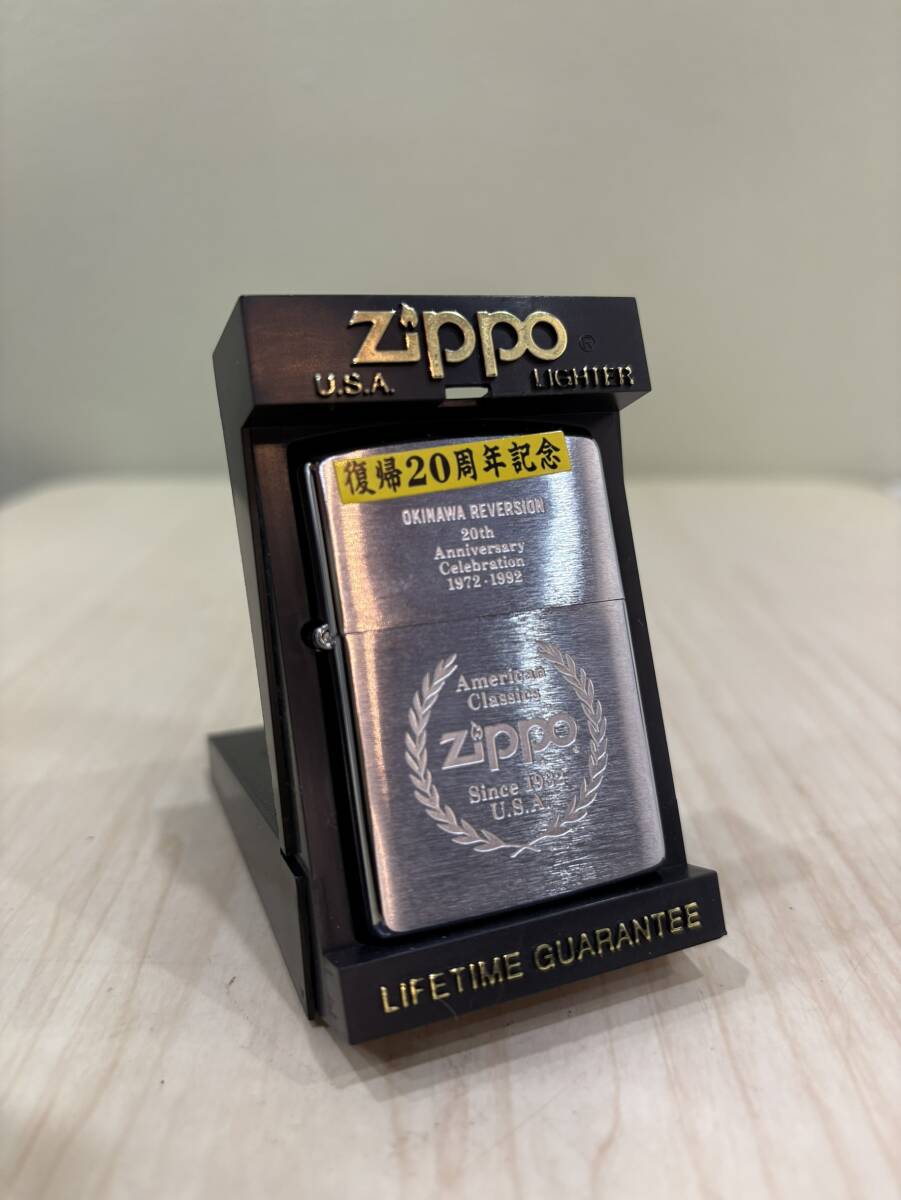 Zippo ®
U.S.A. LIGHTER
復帰20周年記念
OKINAWA REVERSION
20th
Anniversary
Celebration
1972-1992
American
Classics
Zippo
Since 1932
U.S.A.
LIFETIME GUARANTEE